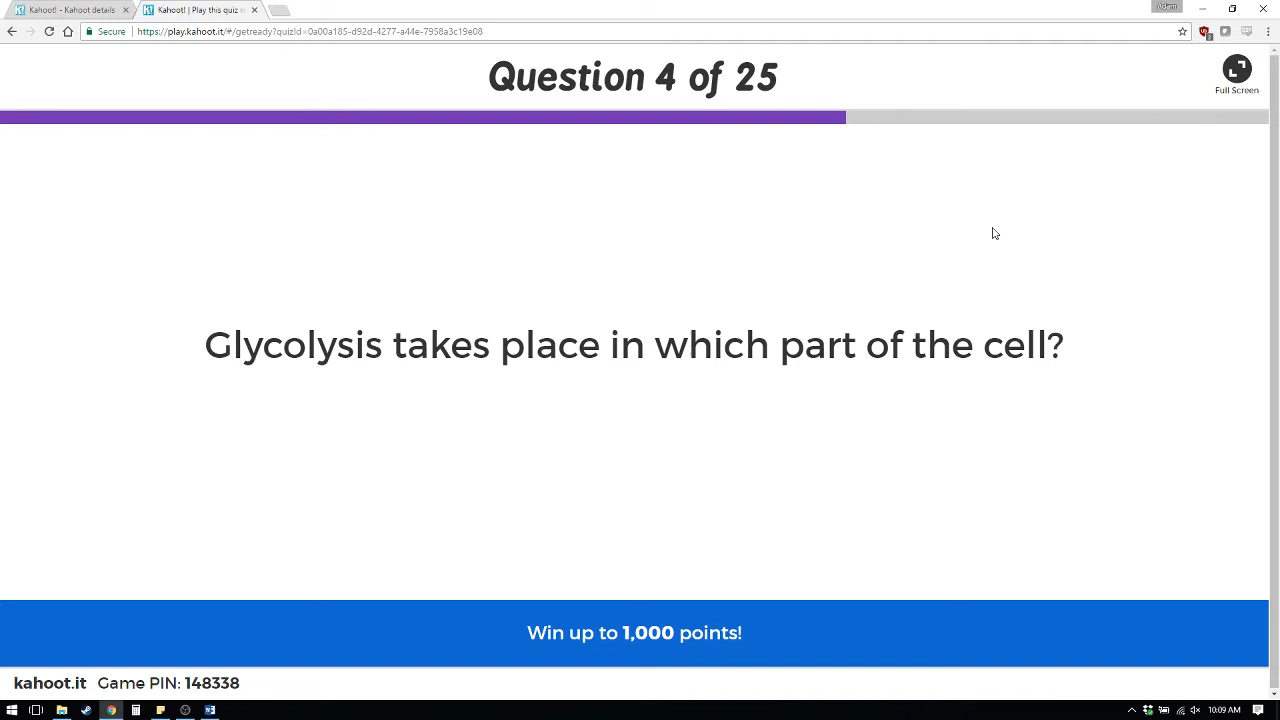 Kahoot! - Kahoot details
Kahoot! | Play this quiz n
Adam
Secure
https://play.kahoot.it/#/getready?quizId=0a00a185-d92d-4277-a44e-7958a3c19e08
Question 4 of 25
Full Screen
Glycolysis takes place in which part of the cell?
Win up to 1,000 points!
kahoot.it Game PIN: 148338
10:09 AM